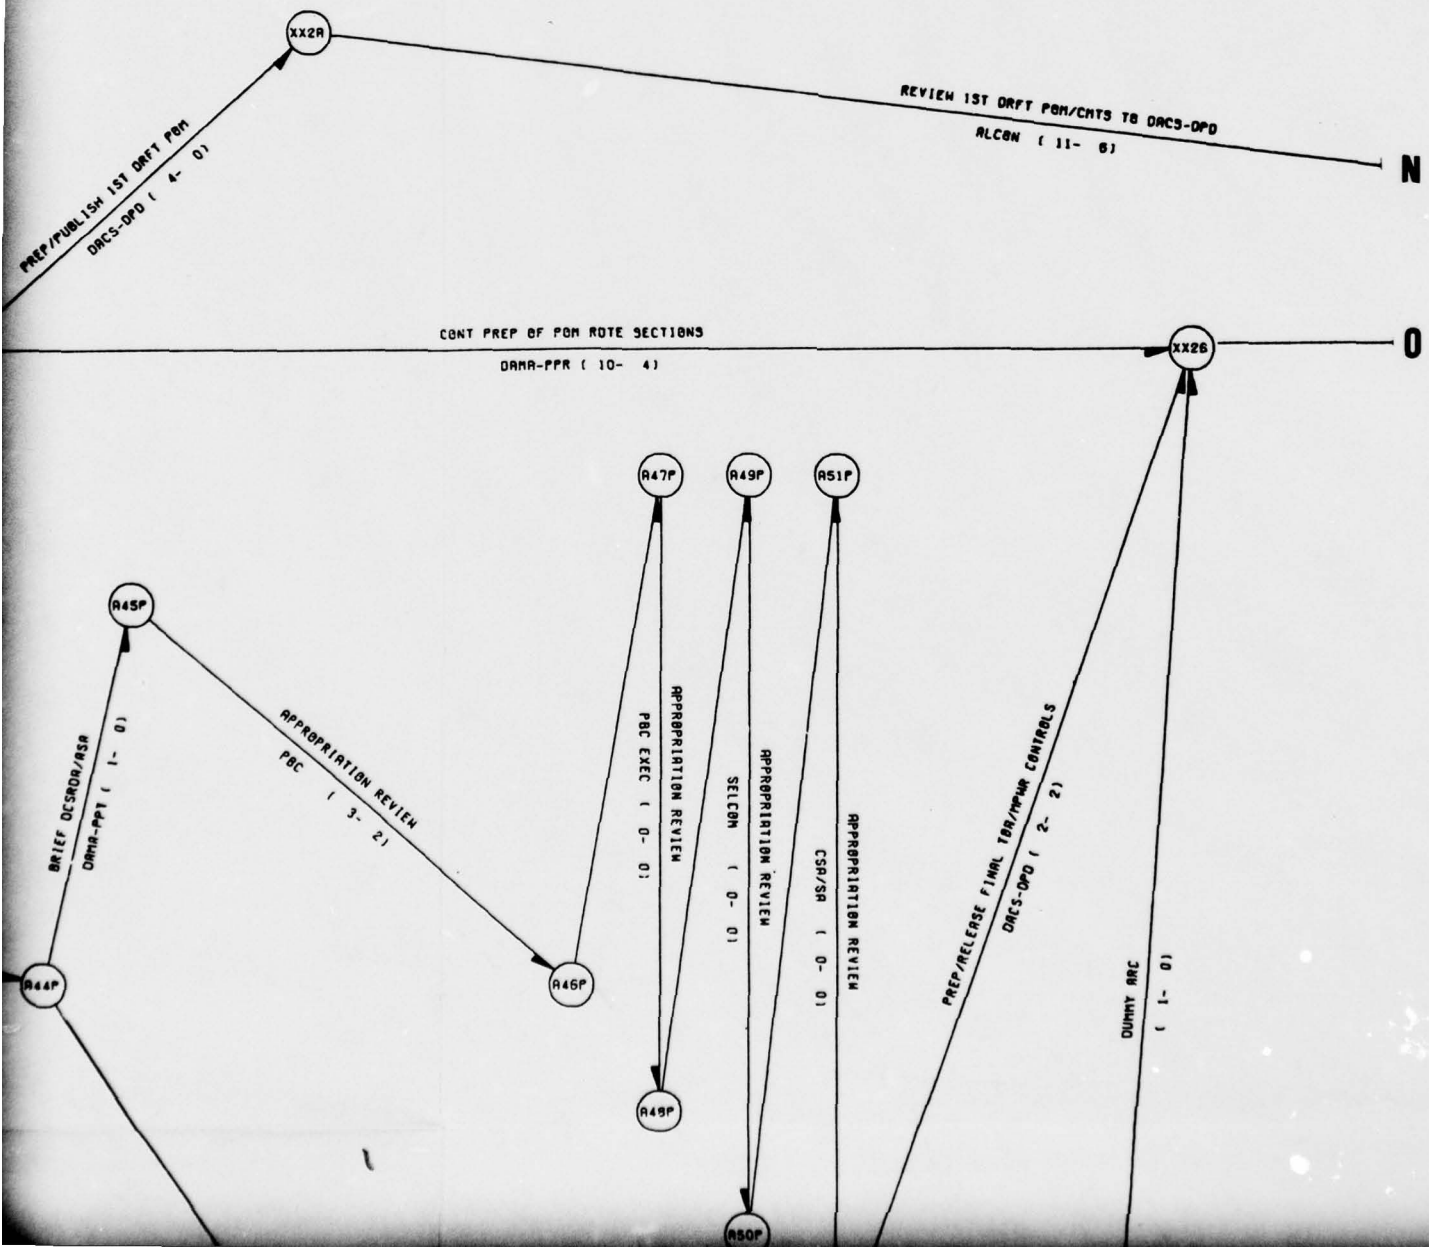 XX2A
REVIEW 1ST DRFT POM/CMTS TO DACS-DPD
ALCON ( 11- 6)
N
PREP/PUBLISH 1ST DRFT POM
DACS-DPD ( 4- 0)
CONT PREP OF POM RDTE SECTIONS
DAMA-PPR ( 10- 4)
XX26
O
A47P
A49P
A51P
A45P
BRIEF DCSRDA/ASA
DAMA-PPT ( 1- 0)
APPROPRIATION REVIEW
PBC ( 3- 2)
APPROPRIATION REVIEW
PBC EXEC ( 0- 0)
APPROPRIATION REVIEW
SELCOM ( 0- 0)
APPROPRIATION REVIEW
CSA/SA ( 0- 0)
PREP/RELEASE FINAL TOA/MPWR CONTROLS
DACS-DPD ( 2- 2)
DUMMY ARC
( 1- 0)
A44P
A46P
A48P
A50P